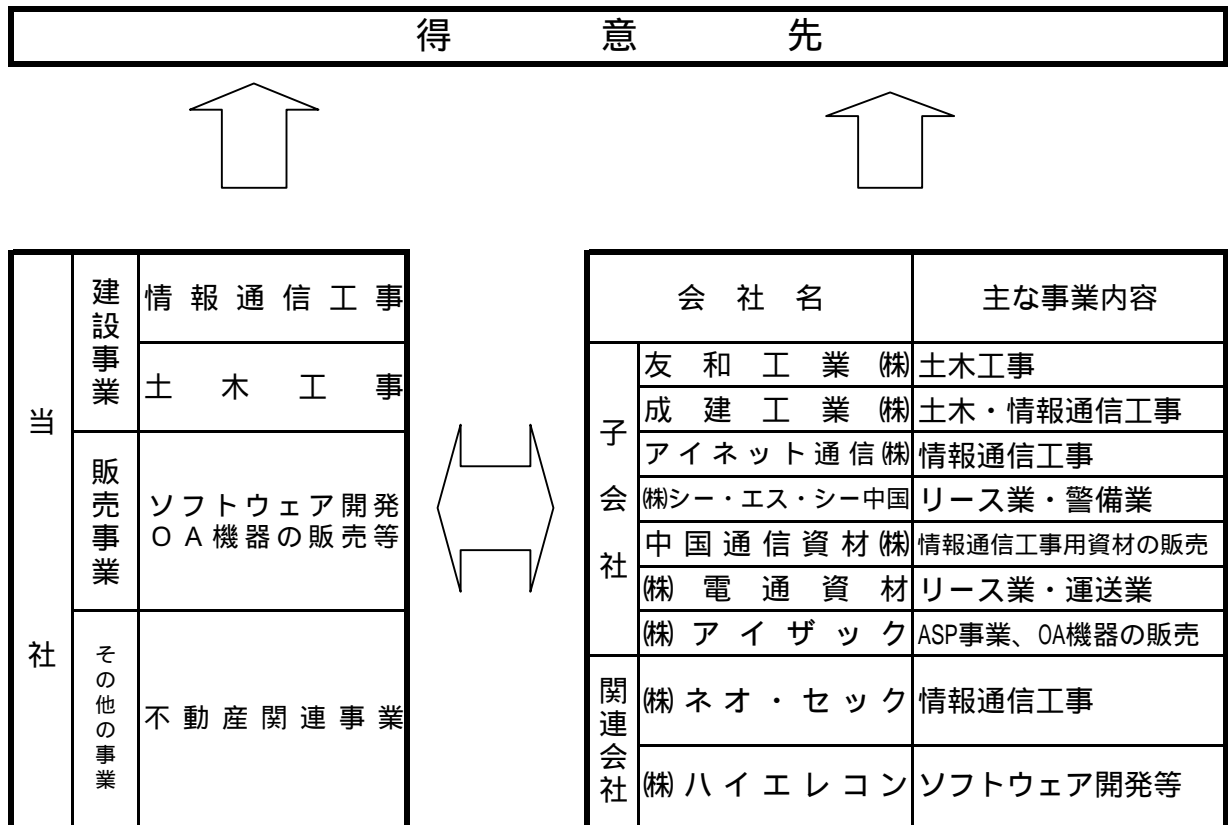 得意先
当社
建設事業
情報通信工事
土木工事
販売事業
ソフトウェア開発
ＯＡ機器の販売等
その他の事業
不動産関連事業
会社名 主な事業内容
子会社
友和工業㈱ 土木工事
成建工業㈱ 土木・情報通信工事
アイネット通信㈱ 情報通信工事
㈱シー・エス・シー中国 リース業・警備業
中国通信資材㈱ 情報通信工事用資材の販売
㈱電通資材 リース業・運送業
㈱アイザック ASP事業、OA機器の販売
関連会社
㈱ネオ・セック 情報通信工事
㈱ハイエレコン ソフトウェア開発等